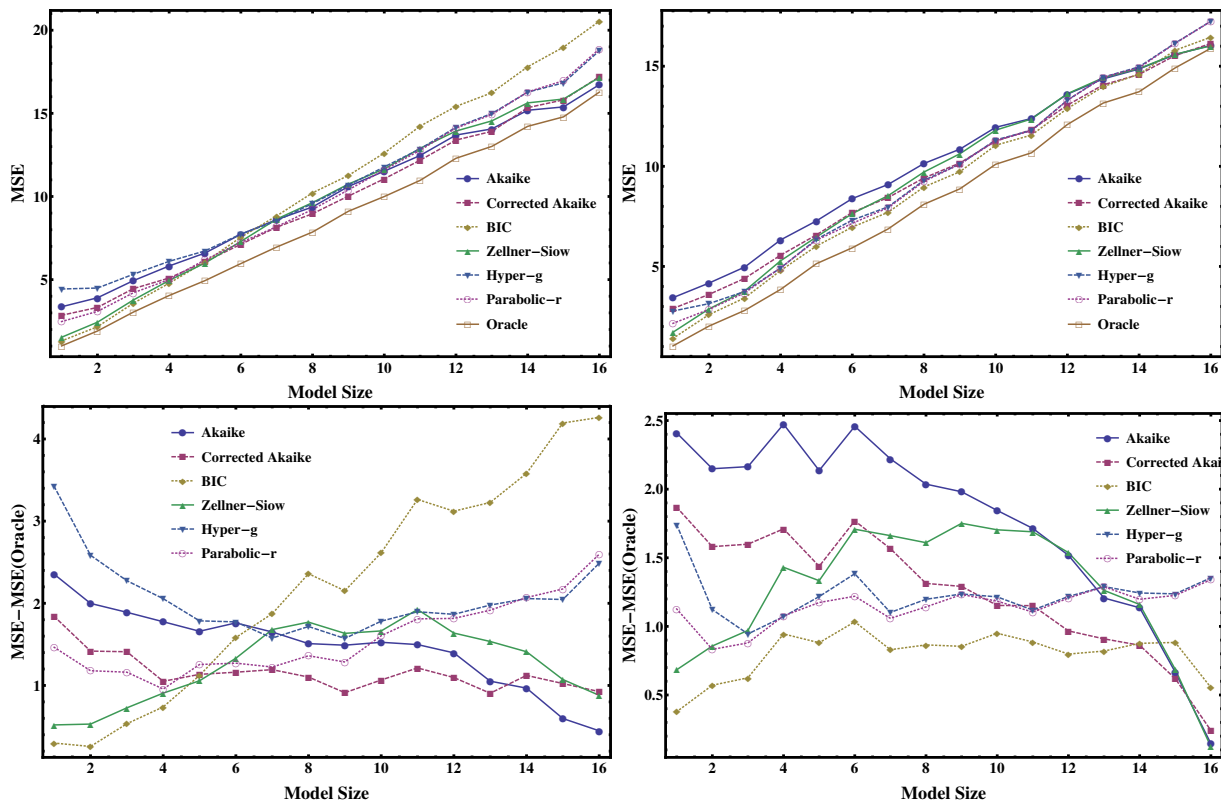 20
15
10
5
MSE
Akaike
Corrected Akaike
BIC
Zellner−Siow
Hyper−g
Parabolic−r
Oracle
2 4 6 8 10 12 14 16
Model Size
15
10
5
MSE
Akaike
Corrected Akaike
BIC
Zellner−Siow
Hyper−g
Parabolic−r
Oracle
2 4 6 8 10 12 14 16
Model Size
4
3
2
1
MSE−MSE(Oracle)
Akaike
Corrected Akaike
BIC
Zellner−Siow
Hyper−g
Parabolic−r
2 4 6 8 10 12 14 16
Model Size
2.5
2.0
1.5
1.0
0.5
MSE−MSE(Oracle)
Akaike
Corrected Akai
BIC
Zellner−Siow
Hyper−g
Parabolic−r
2 4 6 8 10 12 14 16
Model Size